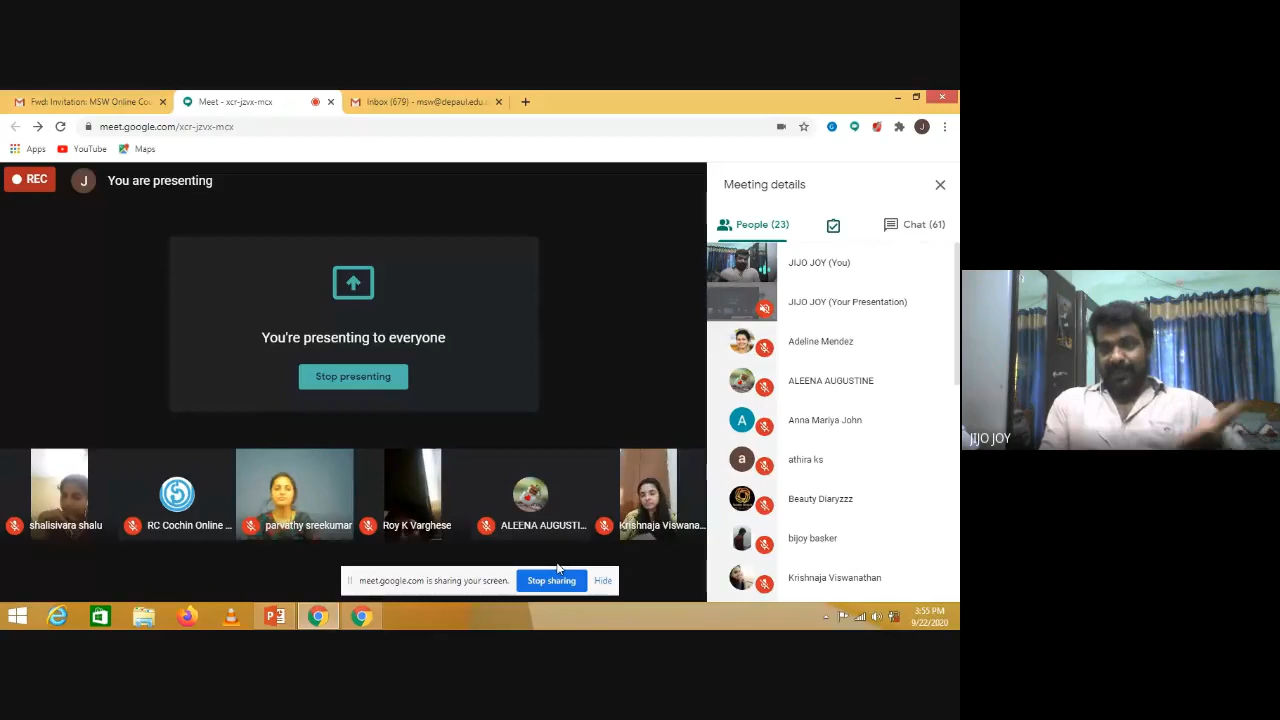 Fwd: Invitation: MSW Online Cou
Meet - xcr-jzvx-mcx
Inbox (679) - msw@depaul.edu.
meet.google.com/xcr-jzvx-mcx
J
Apps
YouTube
Maps
REC
J
You are presenting
You're presenting to everyone
Stop presenting
Meeting details
People (23)
Chat (61)
JIJO JOY (You)
JIJO JOY (Your Presentation)
Adeline Mendez
ALEENA AUGUSTINE
A
Anna Mariya John
a
athira ks
Beauty Diaryzzz
bijoy basker
Krishnaja Viswanathan
shalisivara shalu
RC Cochin Online ...
parvathy sreekumar
Roy K Varghese
ALEENA AUGUSTI...
Krishnaja Viswana...
meet.google.com is sharing your screen.
Stop sharing
Hide
3:55 PM
9/22/2020
JIJO JOY